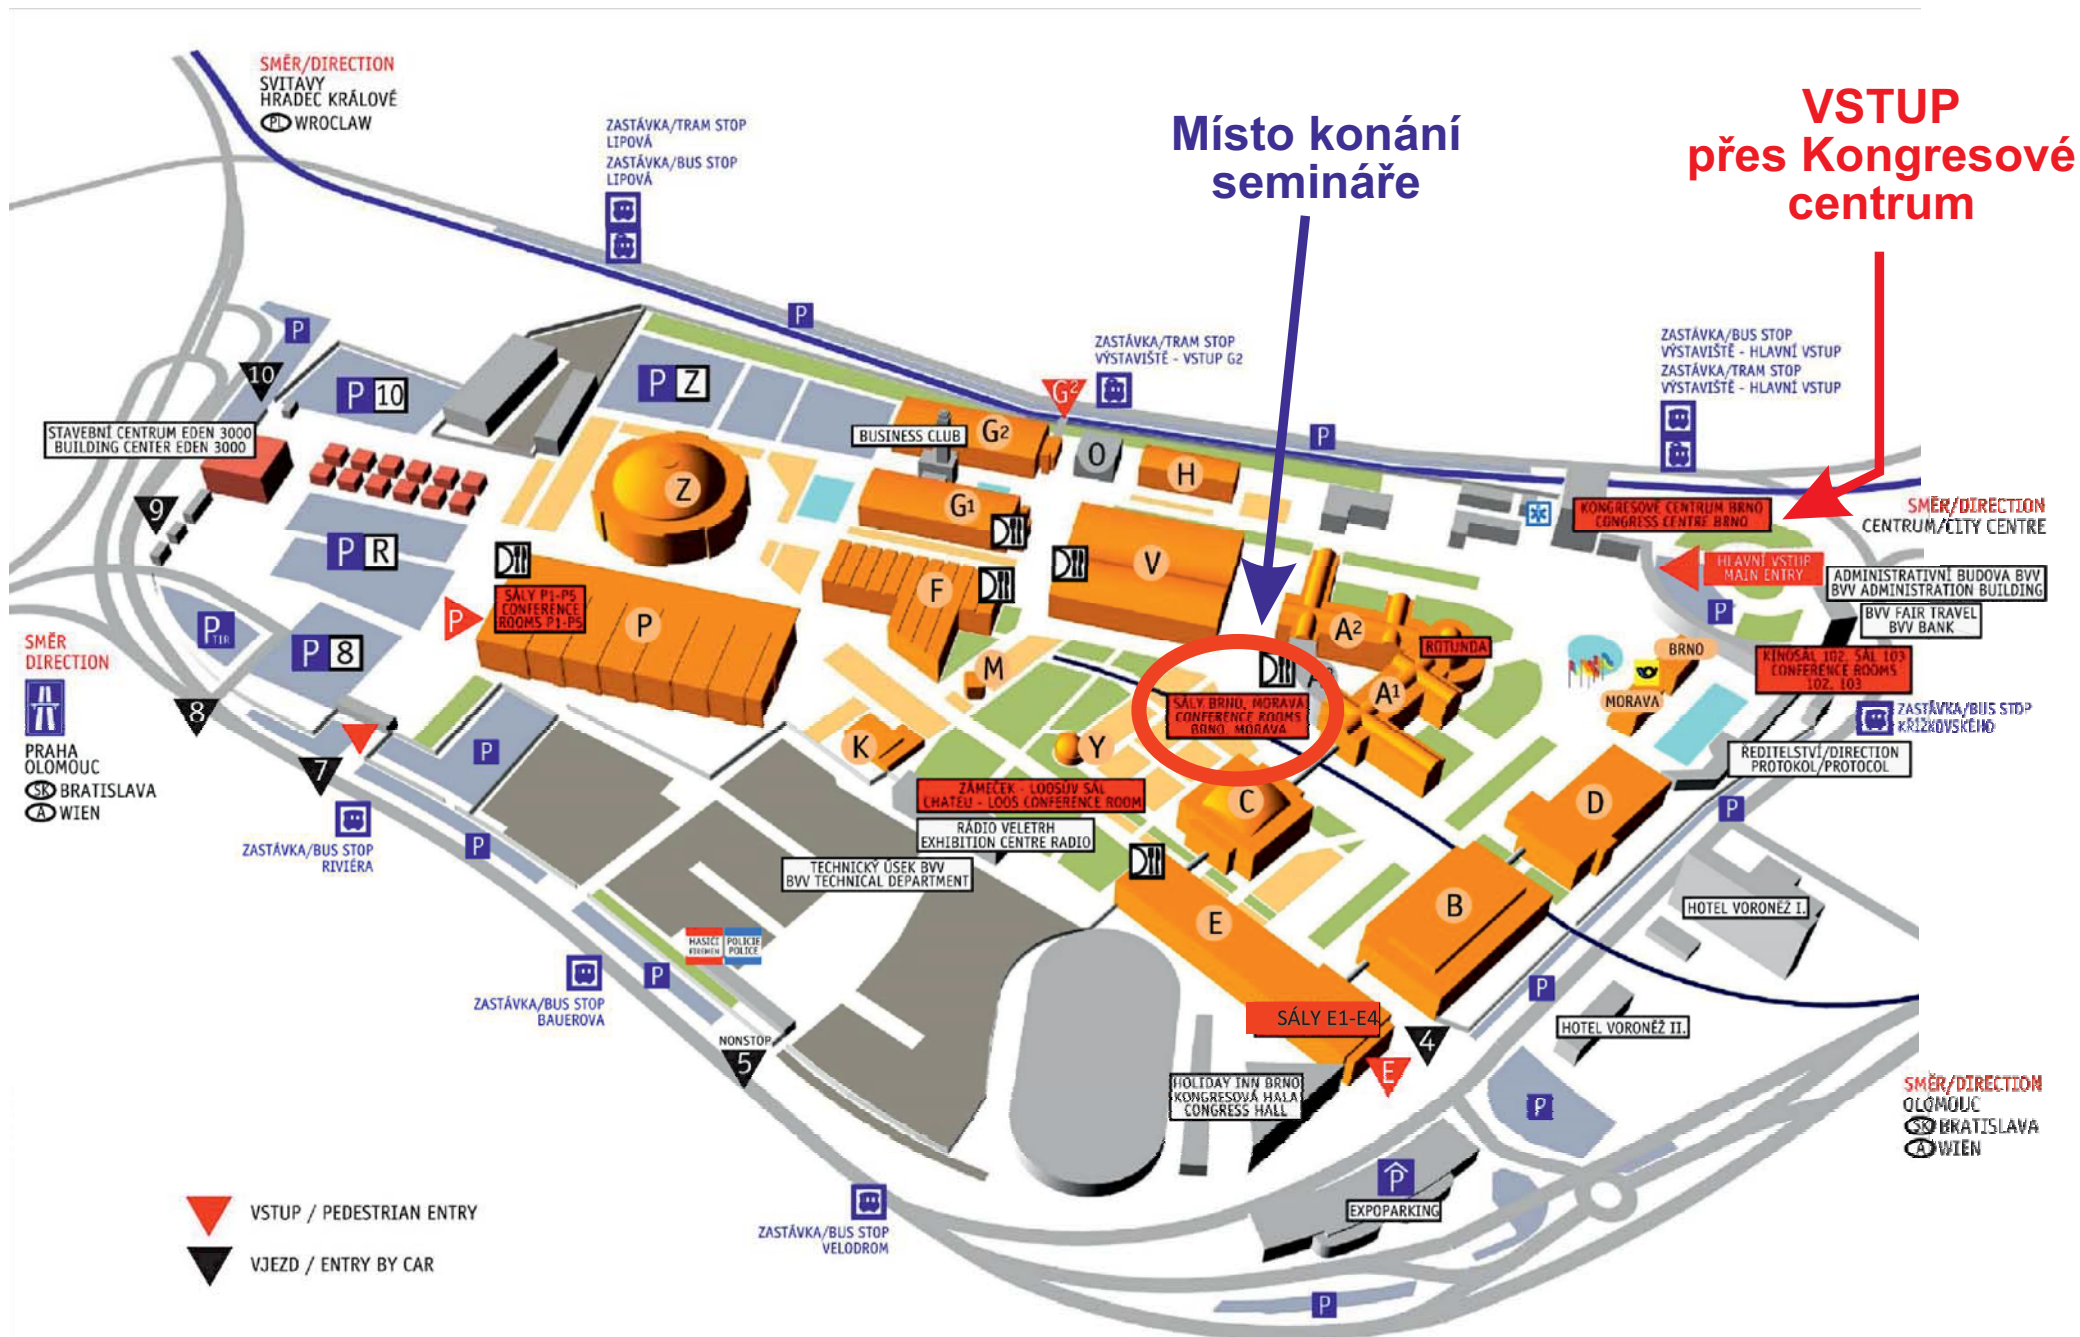 SMĚR/DIRECTION
SVITAVY
HRADEC KRÁLOVÉ
PL WROCLAW
ZASTÁVKA/TRAM STOP
LIPOVÁ
ZASTÁVKA/BUS STOP
LIPOVÁ
Místo konání
semináře
VSTUP
přes Kongresové
centrum
P
P
ZASTÁVKA/TRAM STOP
VÝSTAVIŠTĚ - VSTUP G2
ZASTÁVKA/BUS STOP
VÝSTAVIŠTĚ - HLAVNÍ VSTUP
ZASTÁVKA/TRAM STOP
VÝSTAVIŠTĚ - HLAVNÍ VSTUP
10
P 10
P Z
G2
STAVEBNÍ CENTRUM EDEN 3000
BUILDING CENTER EDEN 3000
BUSINESS CLUB
G2
O
H
P
Z
G1
9
KONGRESOVÉ CENTRUM BRNO
CONGRESS CENTRE BRNO
SMĚR/DIRECTION
CENTRUM/CITY CENTRE
P R
V
F
HLAVNÍ VSTUP
MAIN ENTRY
ADMINISTRATIVNÍ BUDOVA BVV
BVV ADMINISTRATION BUILDING
SÁLY P1-P5
CONFERENCE
ROOMS P1-P5
P
P
P
BVV FAIR TRAVEL
BVV BANK
P TIR
P 8
A2
ROTUNDA
BRNO
KINOSÁL 102, SÁL 103
CONFERENCE ROOMS
102, 103
SMĚR
DIRECTION
M
A1
MORAVA
SÁLY BRNO, MORAVA
CONFERENCE ROOMS
BRNO, MORAVA
8
ZASTÁVKA/BUS STOP
KŘÍŽKOVSKÉHO
PRAHA
OLOMOUC
SK BRATISLAVA
A WIEN
7
P
K
Y
ŘEDITELSTVÍ/DIRECTION
PROTOKOL/PROTOCOL
ZÁMEČEK - LOOSŮV SÁL
CHATEU - LOOS CONFERENCE ROOM
C
D
P
RÁDIO VELETRH
EXHIBITION CENTRE RADIO
ZASTÁVKA/BUS STOP
RIVIÉRA
P
TECHNICKÝ ÚSEK BVV
BVV TECHNICAL DEPARTMENT
E
B
HOTEL VORONĚŽ I.
HASIČI
FIREMEN
POLICIE
POLICE
P
P
ZASTÁVKA/BUS STOP
BAUEROVA
SÁLY E1-E4
HOTEL VORONĚŽ II.
NONSTOP
5
4
E
HOLIDAY INN BRNO
KONGRESOVÁ HALA
CONGRESS HALL
P
SMĚR/DIRECTION
OLOMOUC
SK BRATISLAVA
A WIEN
P
EXPOPARKING
VSTUP / PEDESTRIAN ENTRY
ZASTÁVKA/BUS STOP
VELODROM
VJEZD / ENTRY BY CAR
P